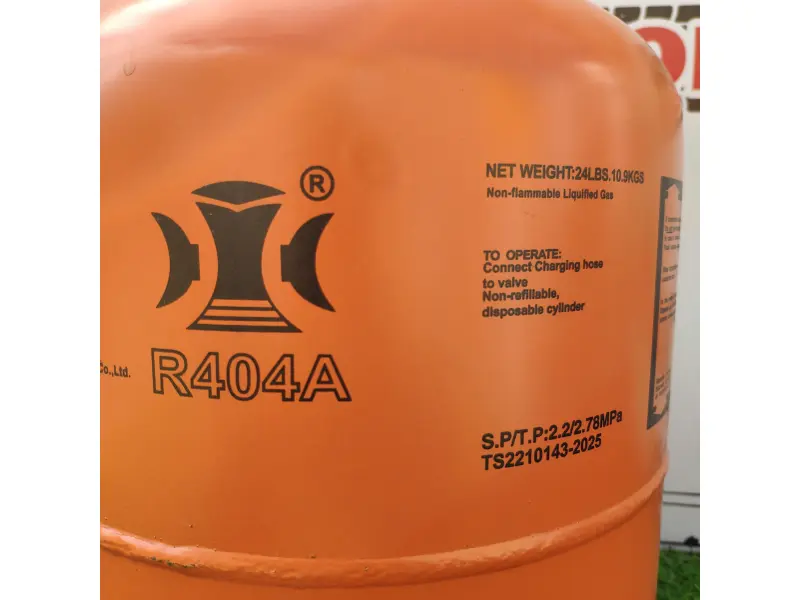 ®
Co.,Ltd.
R404A
NET WEIGHT:24LBS.10.9KGS
Non-flammable Liquified Gas
TO OPERATE:
Connect Charging hose
to valve
Non-refillable,
disposable cylinder
S.P/T.P:2.2/2.78MPa
TS2210143-2025